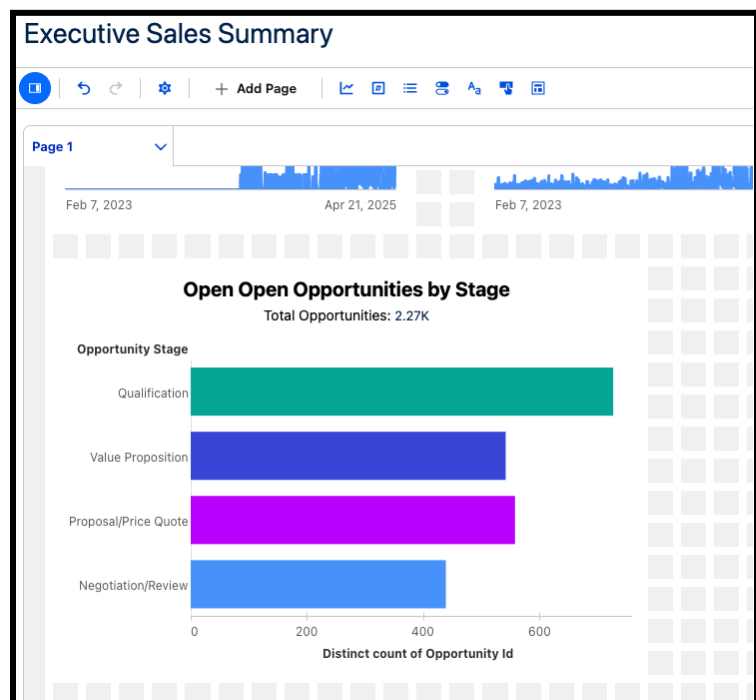 Executive Sales Summary
Add Page
Page 1
Feb 7, 2023 Apr 21, 2025 Feb 7, 2023
Open Open Opportunities by Stage
Total Opportunities: 2.27K
Opportunity Stage
Qualification
Value Proposition
Proposal/Price Quote
Negotiation/Review
0 200 400 600
Distinct count of Opportunity Id